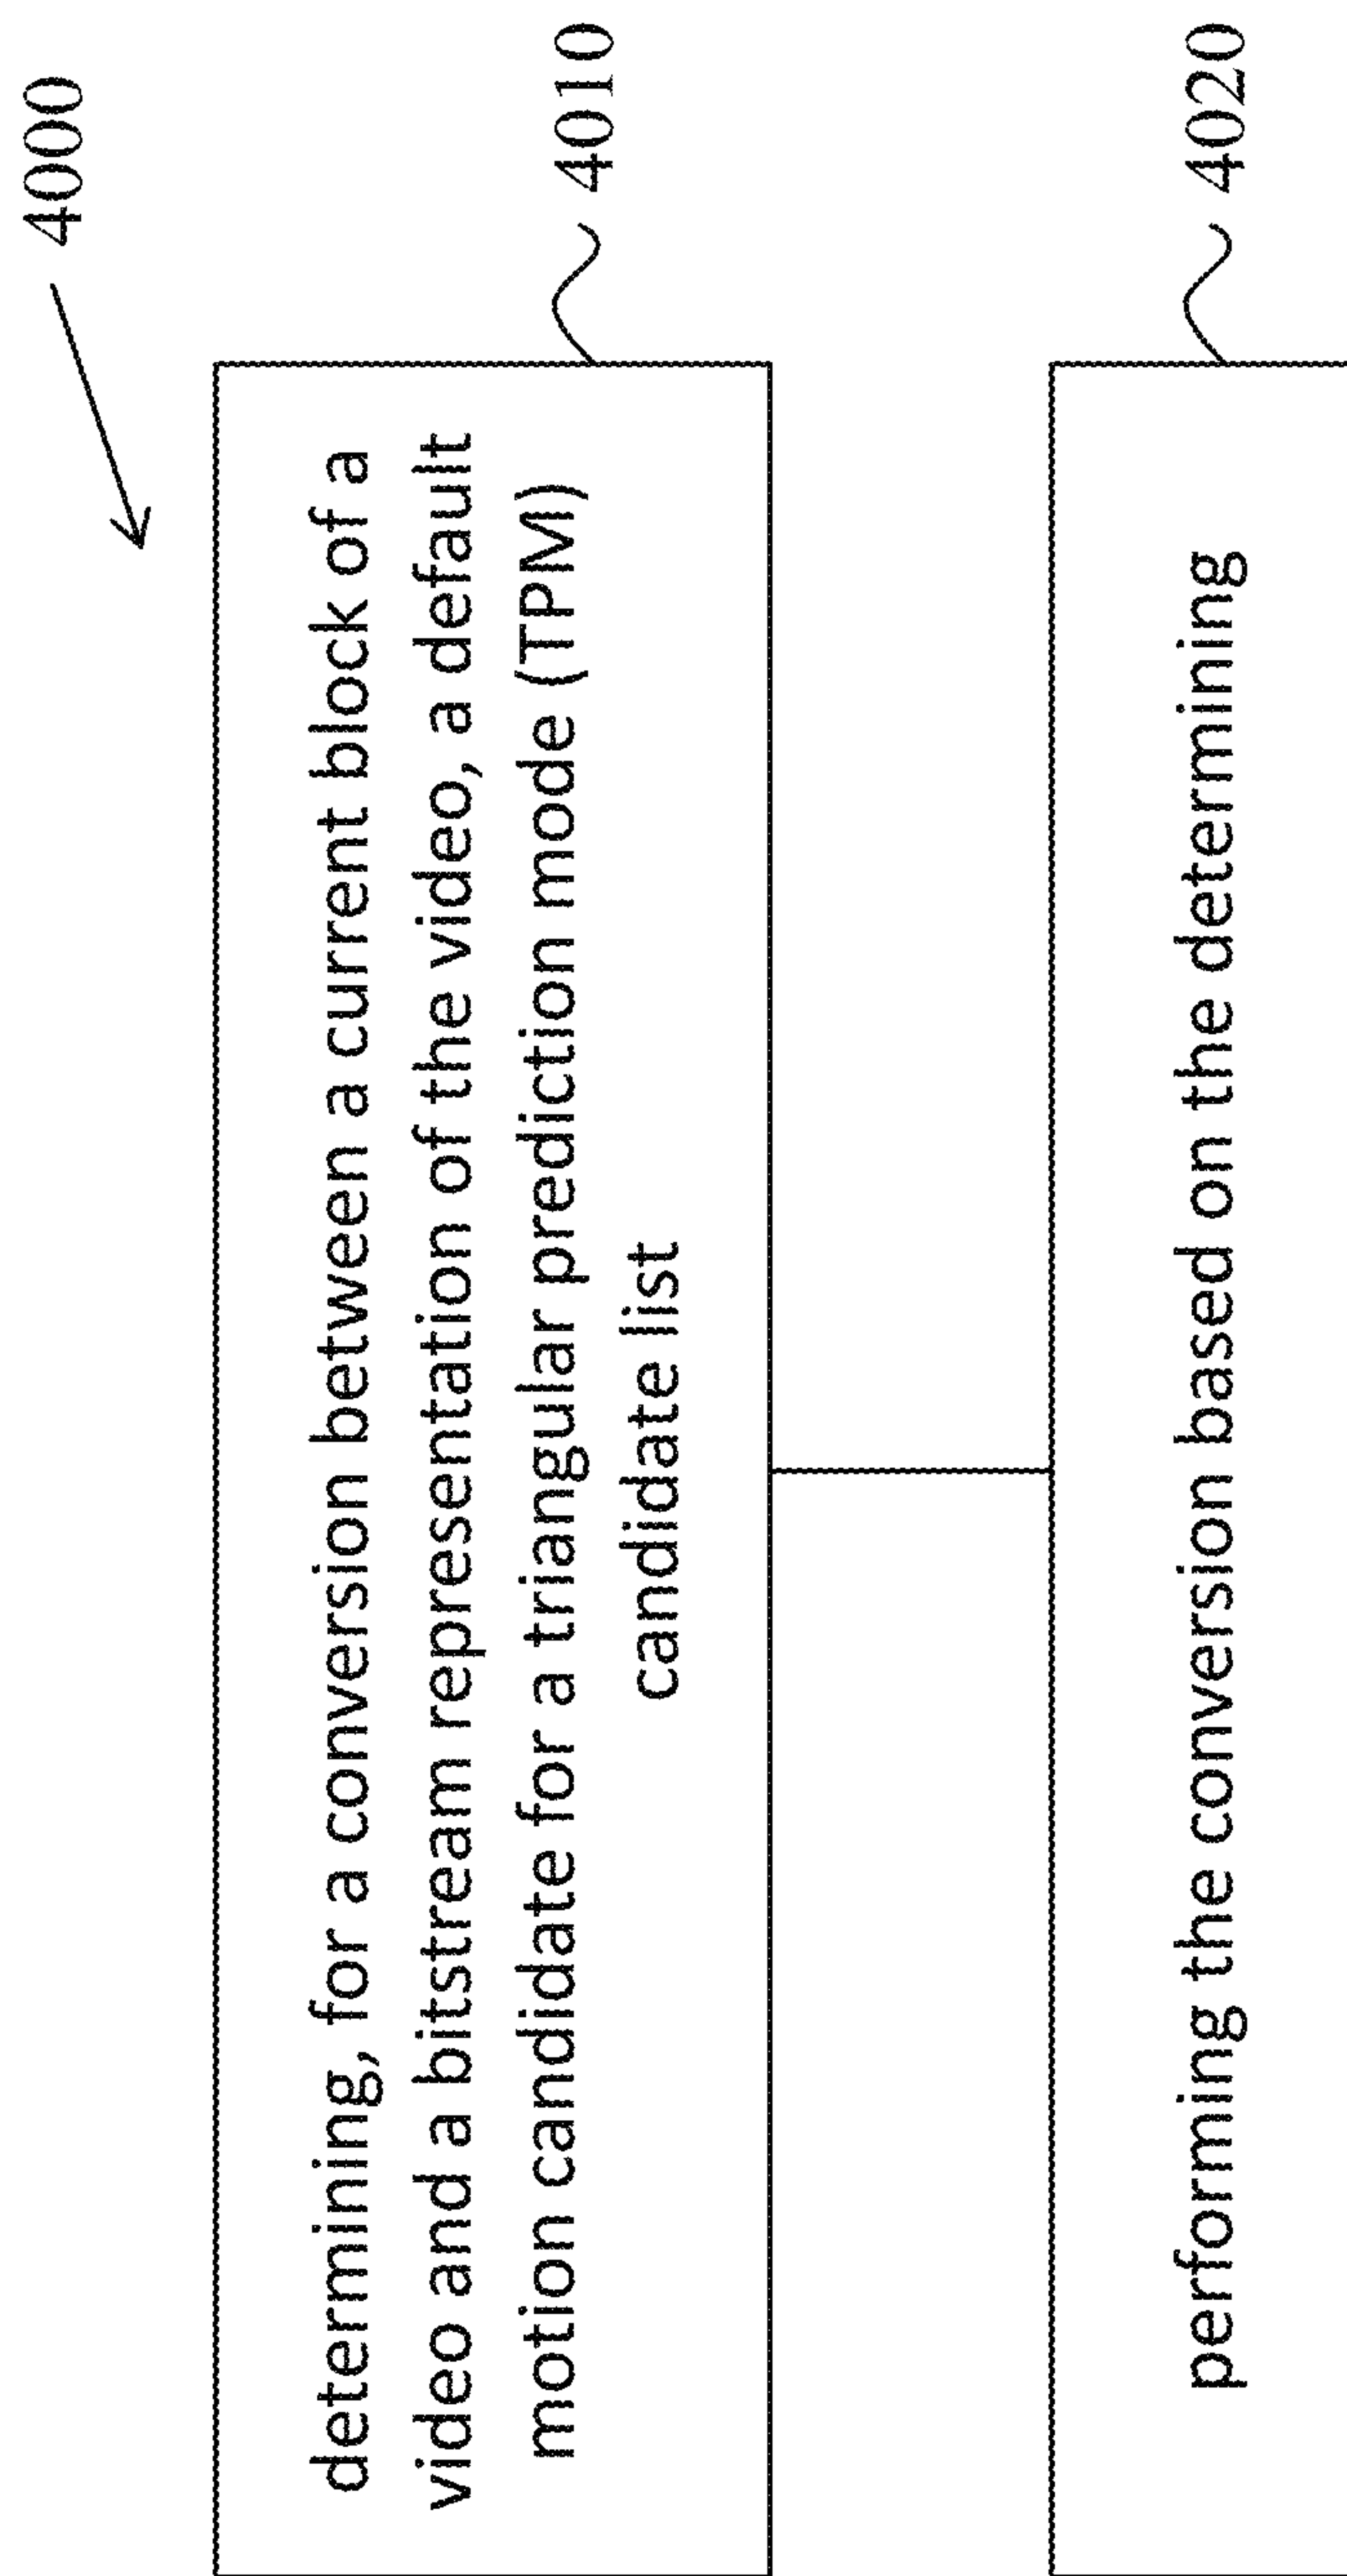 4000
determining, for a conversion between a current block of a
video and a bitstream representation of the video, a default
motion candidate for a triangular prediction mode (TPM)
candidate list
4010
performing the conversion based on the determining
4020